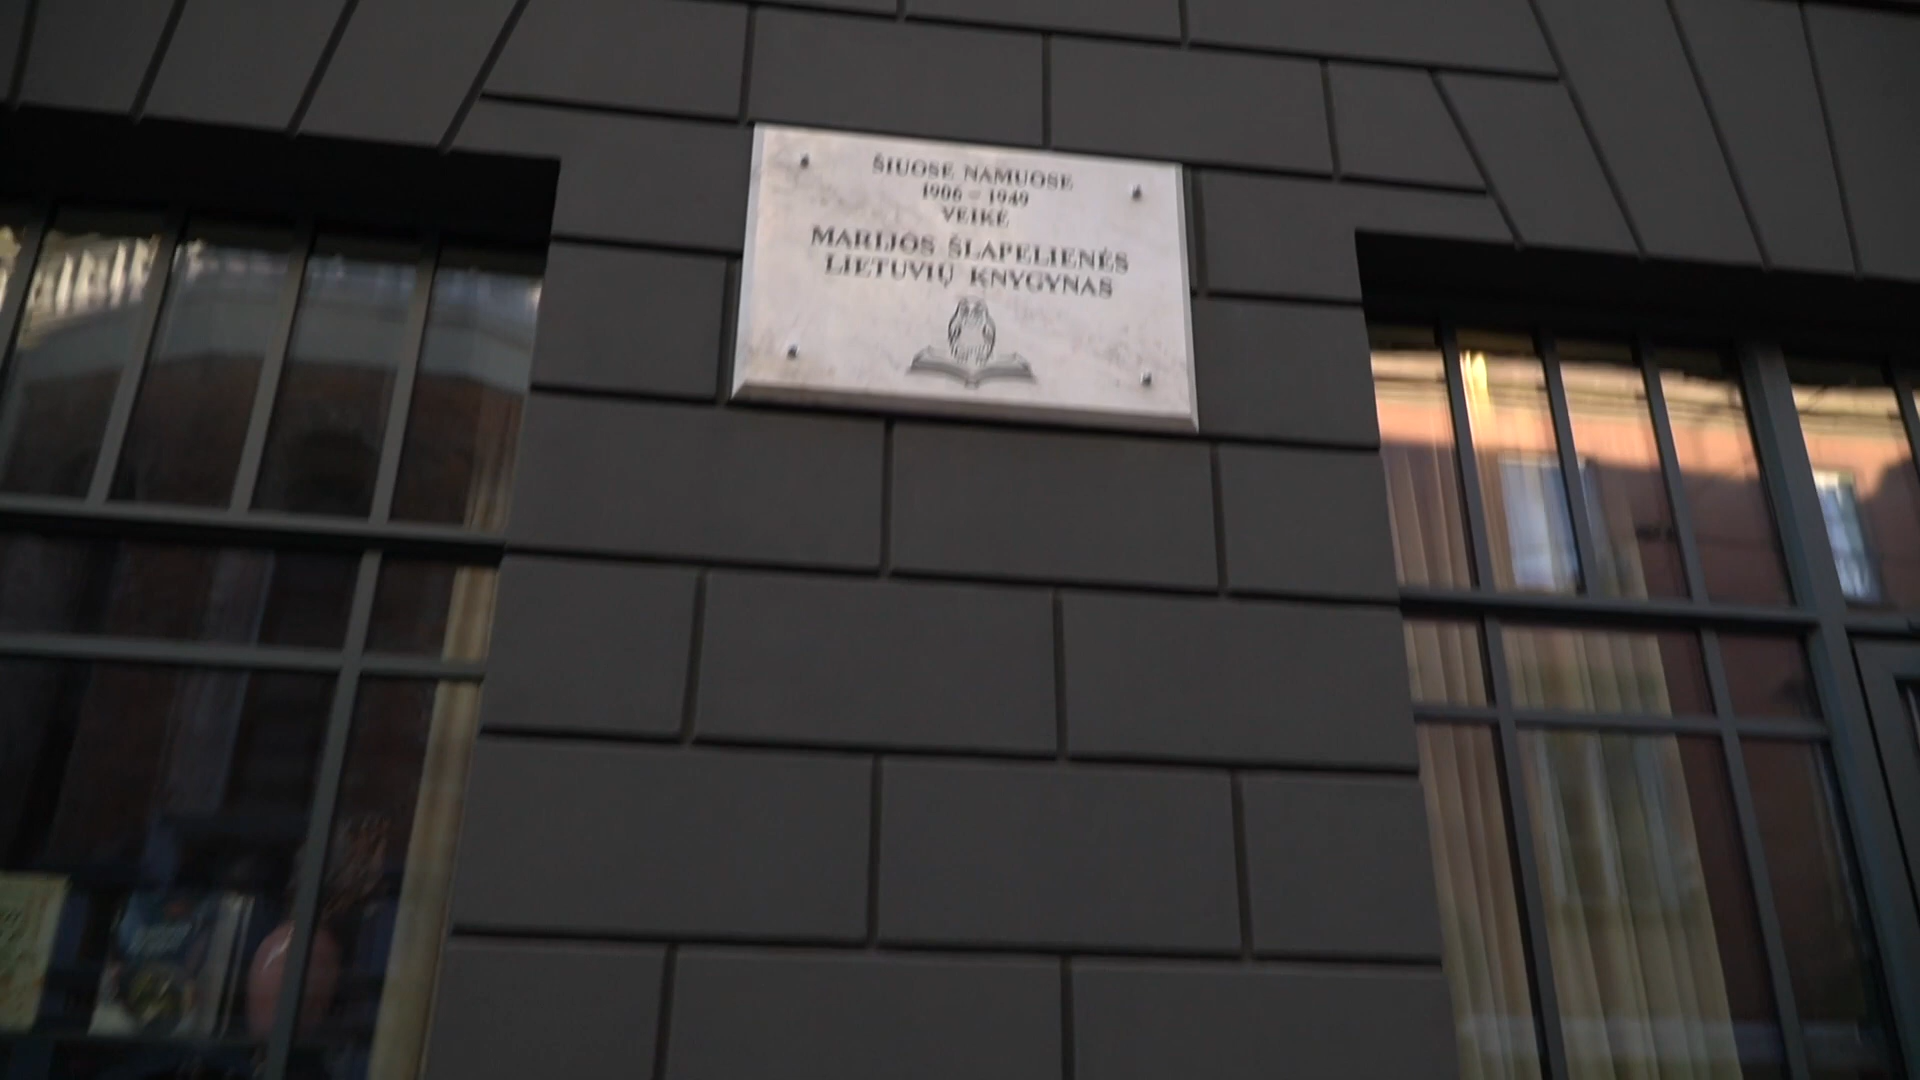 ŠIUOSE NAMUOSE
1906 – 1949
VEIKĖ
MARIJOS ŠLAPELIENĖS
LIETUVIŲ KNYGYNAS